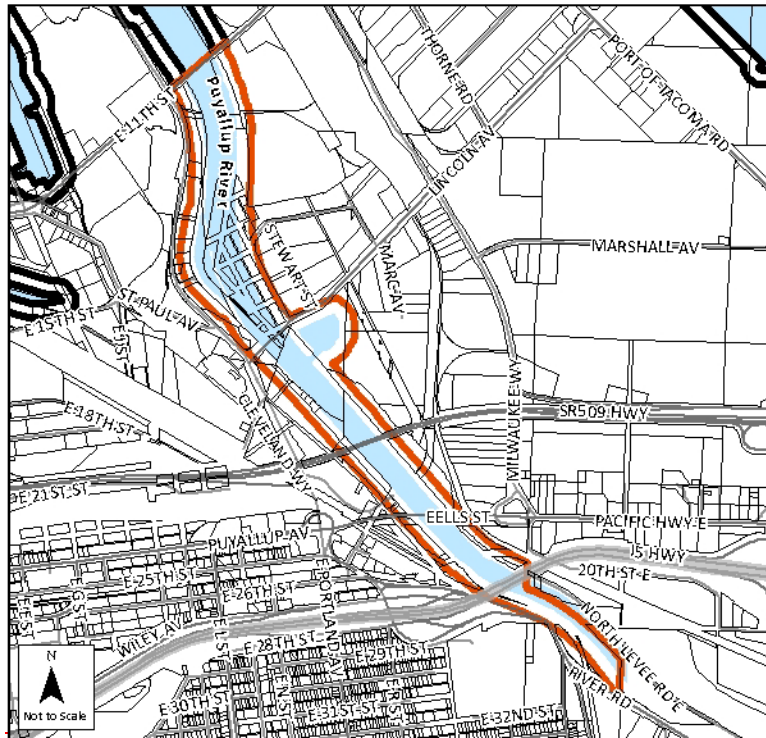 THORNE RD
PORT OF TACOMA RD
E 11TH ST
Puyallup River
LINCOLN AV
STEWART ST
MARC AV
MARSHALL AV
ST PAUL AV
E 15TH ST
E 18TH ST
CLEVELAND WY
MILWAUKEE WY
SR509 HWY
E 21ST ST
EELLS ST
PACIFIC HWY E
PUYALLUP AV
I5 HWY
20TH ST E
E 25TH ST
E 26TH ST
E G ST
E L ST
E PORTLAND AV
WILEY AV
E 28TH ST
E 29TH ST
NORTH LEVEE RD E
RIVER RD
E R ST
E 30TH ST
E 31ST ST
E 32ND ST
N
Not to Scale